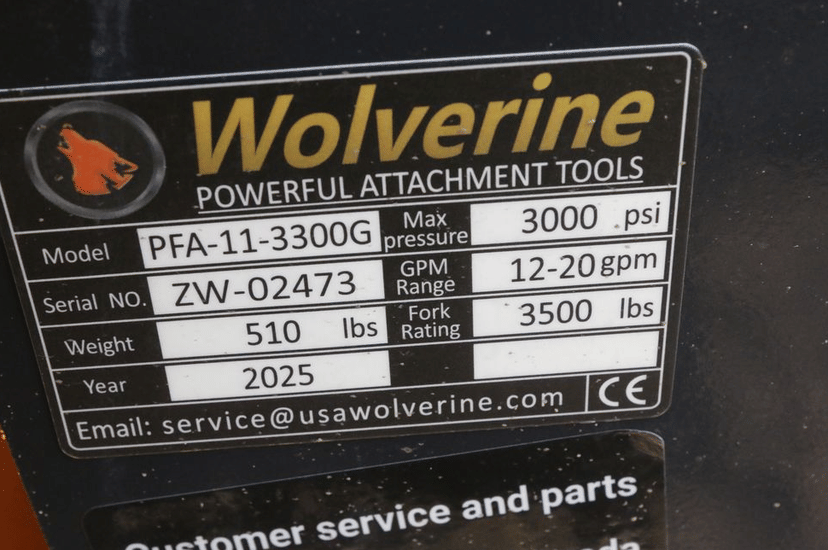 Wolverine
POWERFUL ATTACHMENT TOOLS
Model PFA-11-3300G Max pressure 3000 psi
Serial NO. ZW-02473 GPM Range 12-20 gpm
Weight 510 lbs Fork Rating 3500 lbs
Year 2025
Email: service@usawolverine.com CE
Customer service and parts